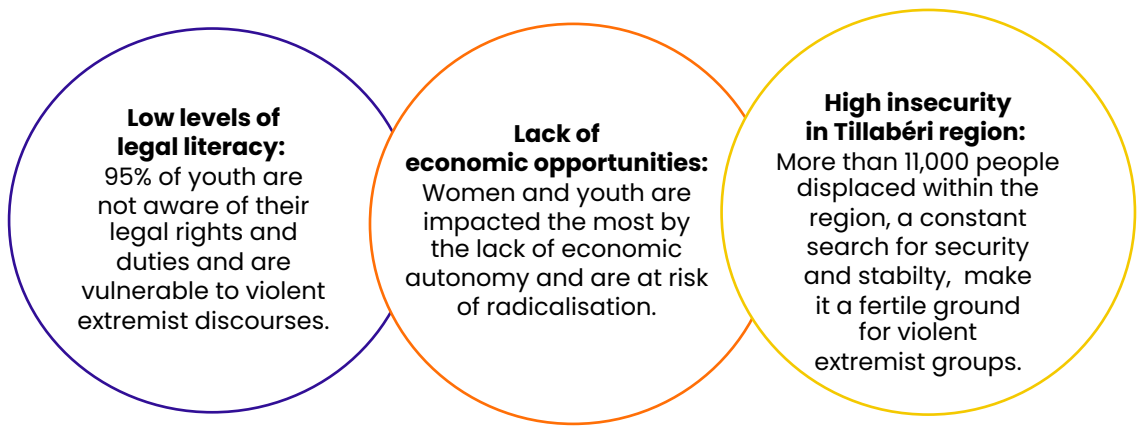 Low levels of
legal literacy:
95% of youth are
not aware of their
legal rights and
duties and are
vulnerable to violent
extremist discourses.
Lack of
economic opportunities:
Women and youth are
impacted the most by
the lack of economic
autonomy and are at risk
of radicalisation.
High insecurity
in Tillabéri region:
More than 11,000 people
displaced within the
region, a constant
search for security
and stabilty,  make
it a fertile ground
for violent
extremist groups.